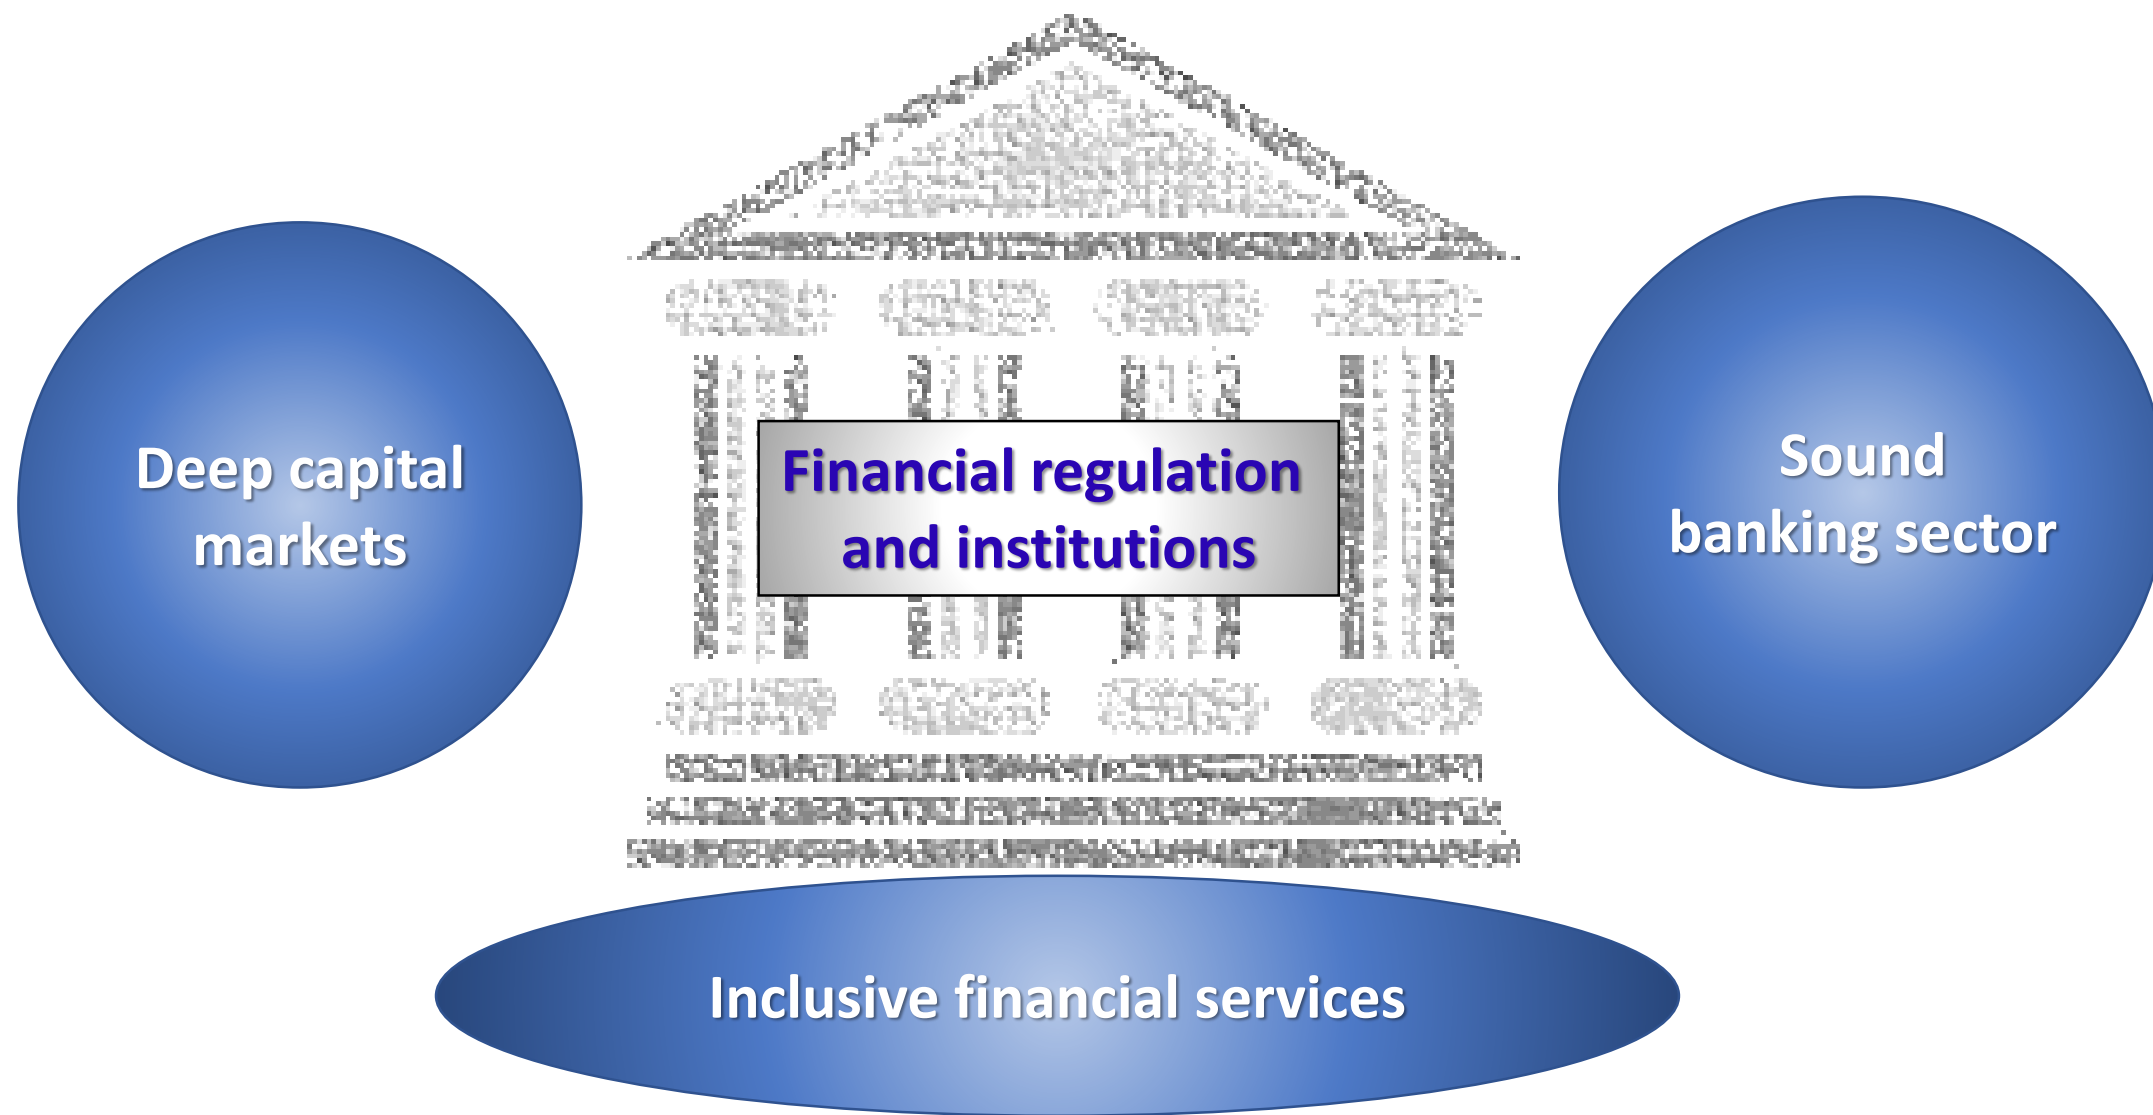 Deep capital
markets
Financial regulation
and institutions
Sound
banking sector
Inclusive financial services